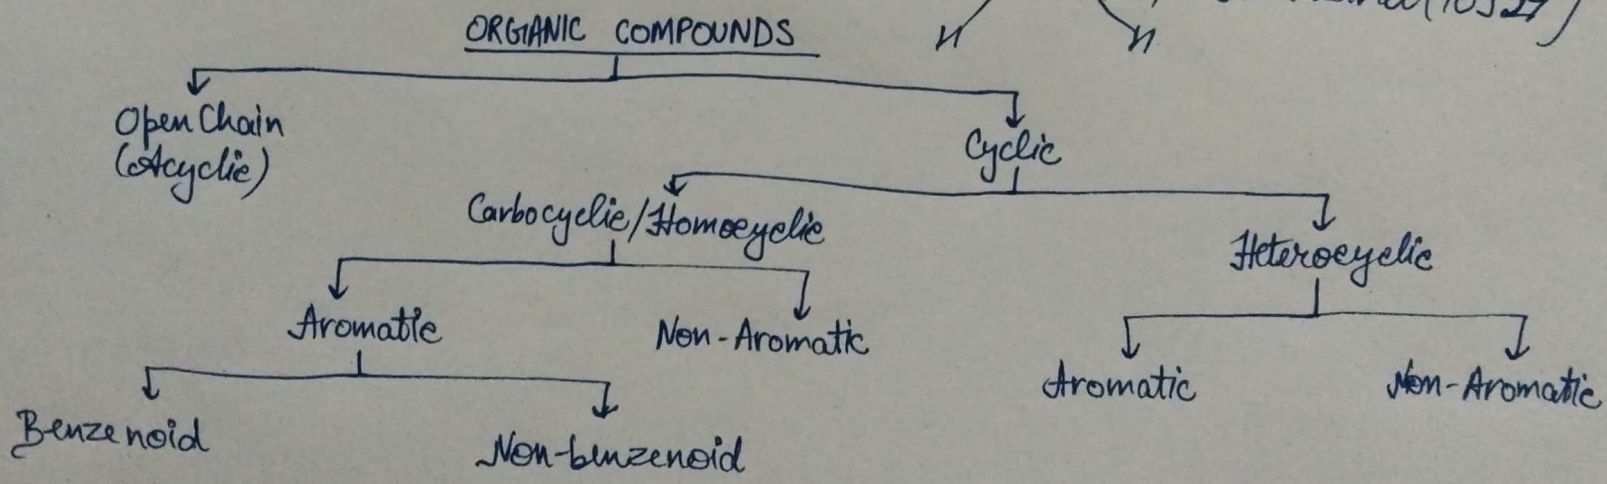 ORGANIC COMPOUNDS
Open Chain
(Acyclic)
Cyclic
Carbocyclic/Homocyclic
Heterocyclic
Aromatic
Non-Aromatic
Aromatic
Non-Aromatic
Benzenoid
Non-benzenoid